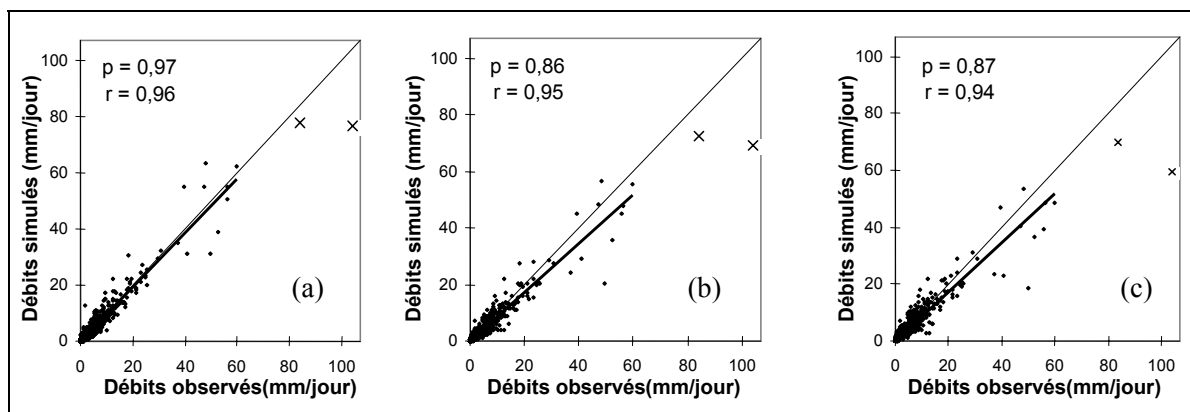 100
80
60
40
20
0
Débits simulés (mm/jour)
p = 0,97
r = 0,96
(a)
0 20 40 60 80 100
Débits observés(mm/jour)
100
80
60
40
20
0
Débits simulés (mm/jour)
p = 0,86
r = 0,95
(b)
0 20 40 60 80 100
Débits observés(mm/jour)
100
80
60
40
20
0
Débits simulés (mm/jour)
p = 0,87
r = 0,94
(c)
0 20 40 60 80 100
Débits observés(mm/jour)